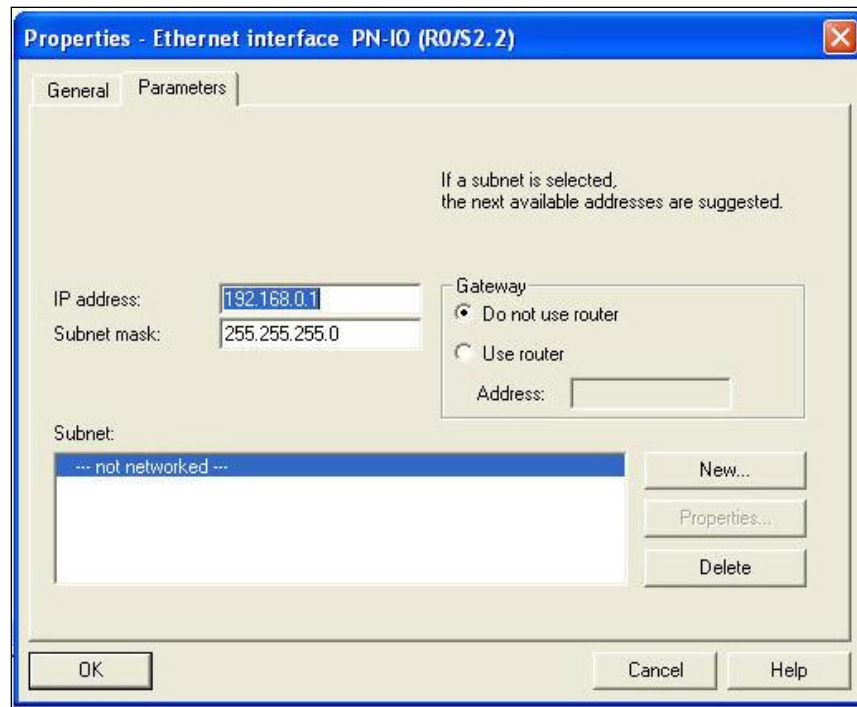 Properties - Ethernet interface PN-IO (R0/S2.2)
General
Parameters
If a subnet is selected,
the next available addresses are suggested.
IP address:
192.168.0.1
Subnet mask:
255.255.255.0
Gateway
Do not use router
Use router
Address:
Subnet:
--- not networked ---
New...
Properties...
Delete
OK
Cancel
Help